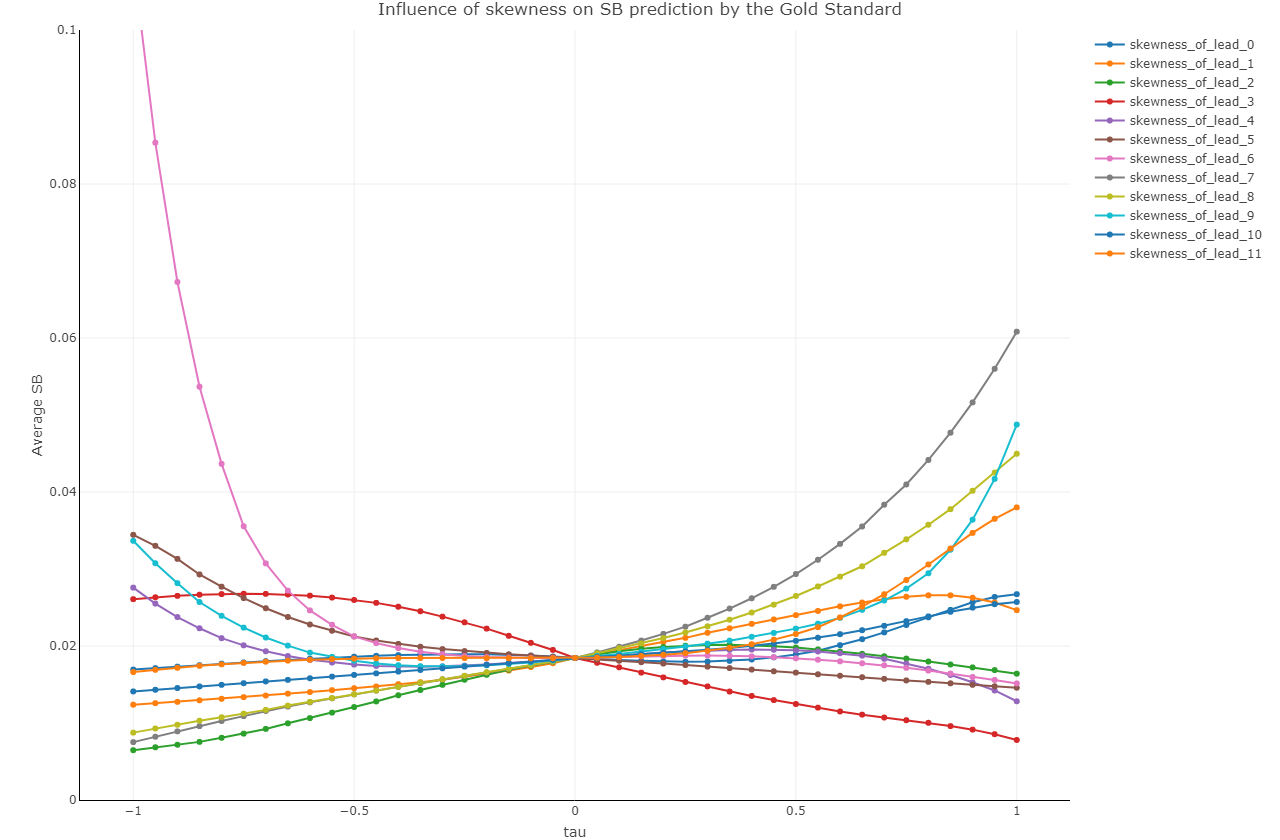 Influence of skewness on SB prediction by the Gold Standard
0.1
0.08
0.06
0.04
0.02
0
Average SB
−1
−0.5
0
0.5
1
tau
skewness_of_lead_0
skewness_of_lead_1
skewness_of_lead_2
skewness_of_lead_3
skewness_of_lead_4
skewness_of_lead_5
skewness_of_lead_6
skewness_of_lead_7
skewness_of_lead_8
skewness_of_lead_9
skewness_of_lead_10
skewness_of_lead_11